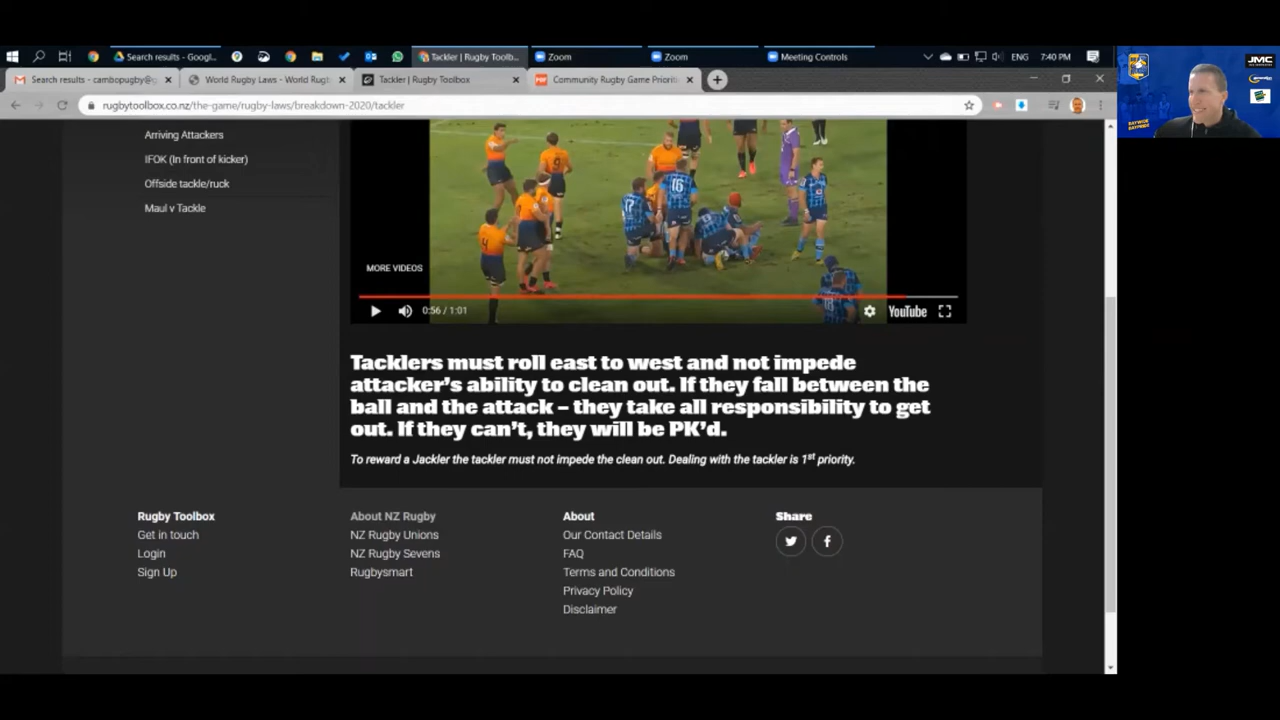 Search results - Googl...
Tackler | Rugby Toolb...
Zoom
Zoom
Meeting Controls
ENG
7:40 PM
Search results - cambopugby@
World Rugby Laws - World Rugb
Tackler | Rugby Toolbox
PDF
Community Rugby Game Prioriti
rugbytoolbox.co.nz/the-game/rugby-laws/breakdown-2020/tackler
JMC
BAYWIDE
BAYPRIDE
Arriving Attackers
IFOK (In front of kicker)
Offside tackle/ruck
Maul v Tackle
16
17
4
MORE VIDEOS
0:56 / 1:01
YouTube
Tacklers must roll east to west and not impede
attacker's ability to clean out. If they fall between the
ball and the attack – they take all responsibility to get
out. If they can't, they will be PK'd.
To reward a Jackler the tackler must not impede the clean out. Dealing with the tackler is 1st priority.
Rugby Toolbox
Get in touch
Login
Sign Up
About NZ Rugby
NZ Rugby Unions
NZ Rugby Sevens
Rugbysmart
About
Our Contact Details
FAQ
Terms and Conditions
Privacy Policy
Disclaimer
Share